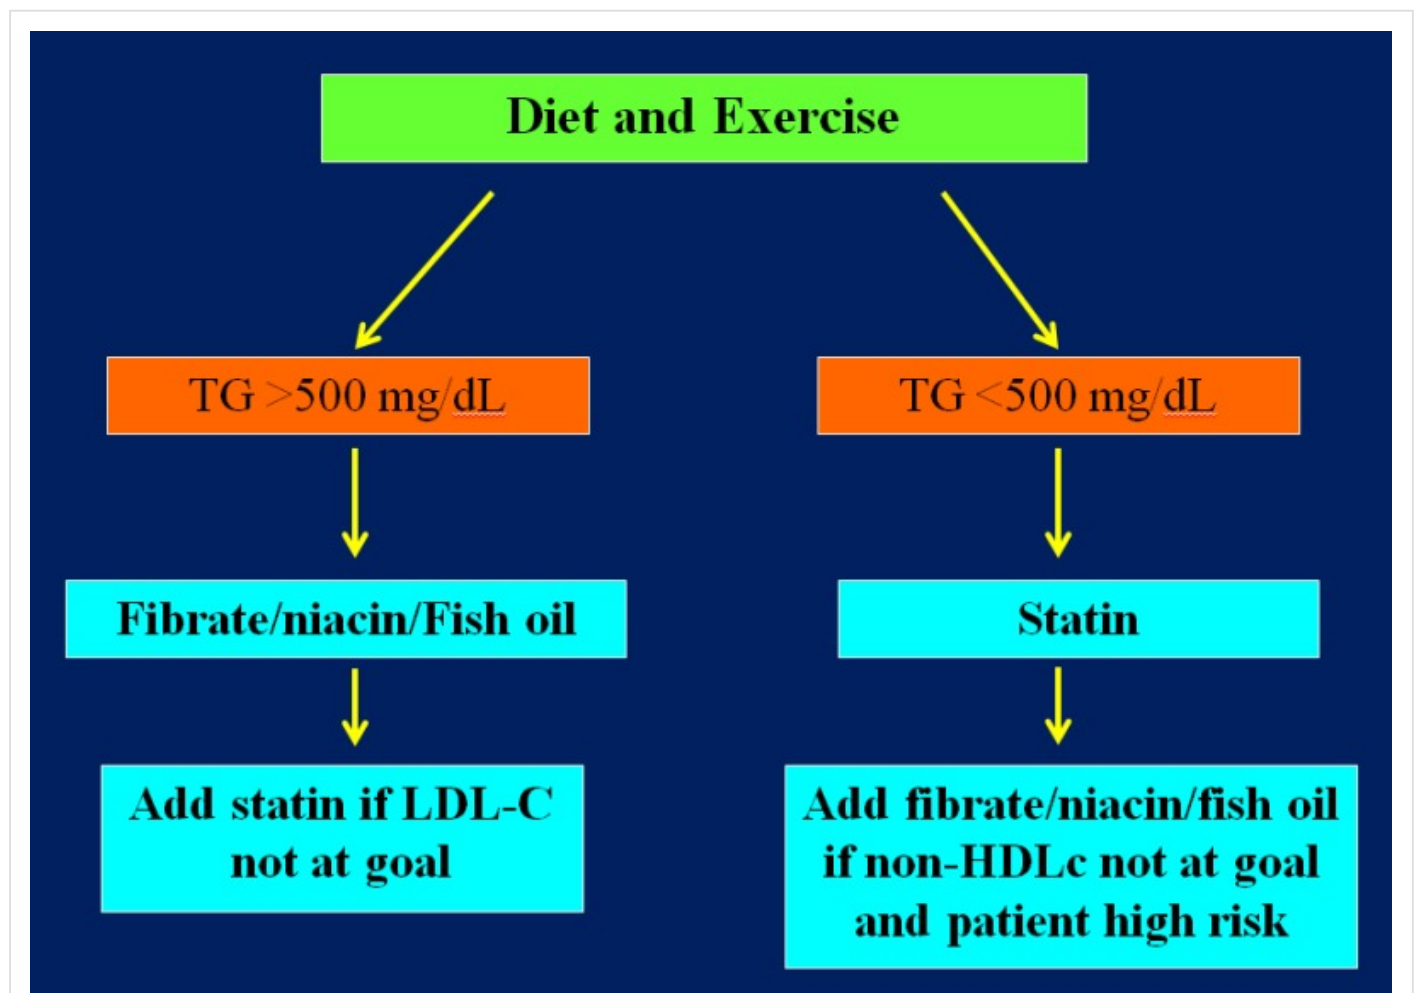 Diet and Exercise
TG >500 mg/dL
TG <500 mg/dL
Fibrate/niacin/Fish oil
Statin
Add statin if LDL-C
not at goal
Add fibrate/niacin/fish oil
if non-HDLc not at goal
and patient high risk